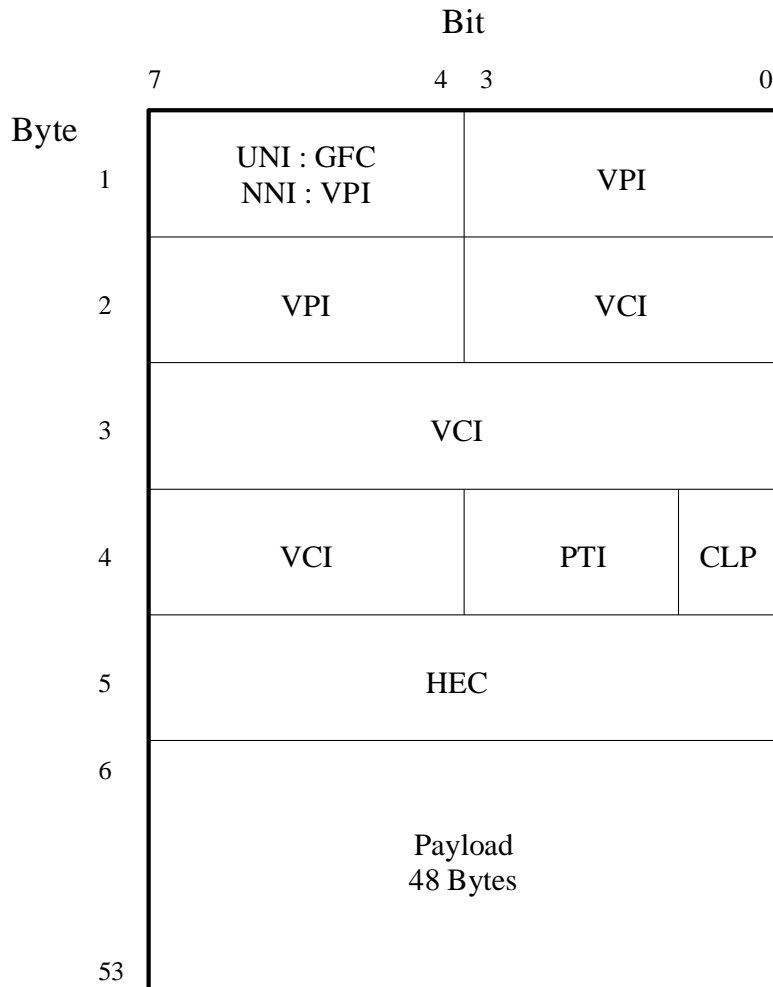 Bit
7 4 3 0
Byte
1
UNI : GFC
NNI : VPI
VPI
2
VPI
VCI
3
VCI
4
VCI
PTI
CLP
5
HEC
6
Payload
48 Bytes
53